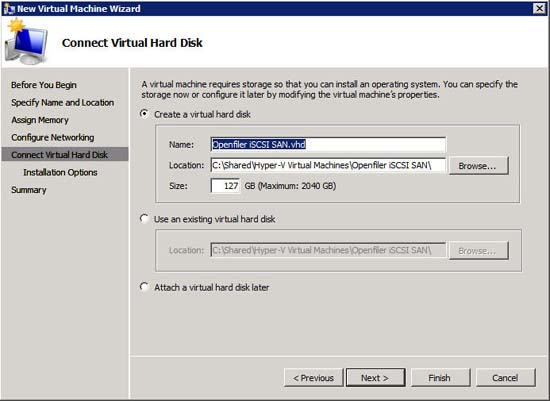 New Virtual Machine Wizard
Connect Virtual Hard Disk
Before You Begin
Specify Name and Location
Assign Memory
Configure Networking
Connect Virtual Hard Disk
Installation Options
Summary
A virtual machine requires storage so that you can install an operating system. You can specify the
storage now or configure it later by modifying the virtual machine's properties.
Create a virtual hard disk
Name: Openfiler iSCSI SAN.vhd
Location: C:\Shared\Hyper-V Virtual Machines\Openfiler iSCSI SAN\ Browse...
Size: 127 GB (Maximum: 2040 GB)
Use an existing virtual hard disk
Location: C:\Shared\Hyper-V Virtual Machines\Openfiler iSCSI SAN\ Browse...
Attach a virtual hard disk later
< Previous Next > Finish Cancel